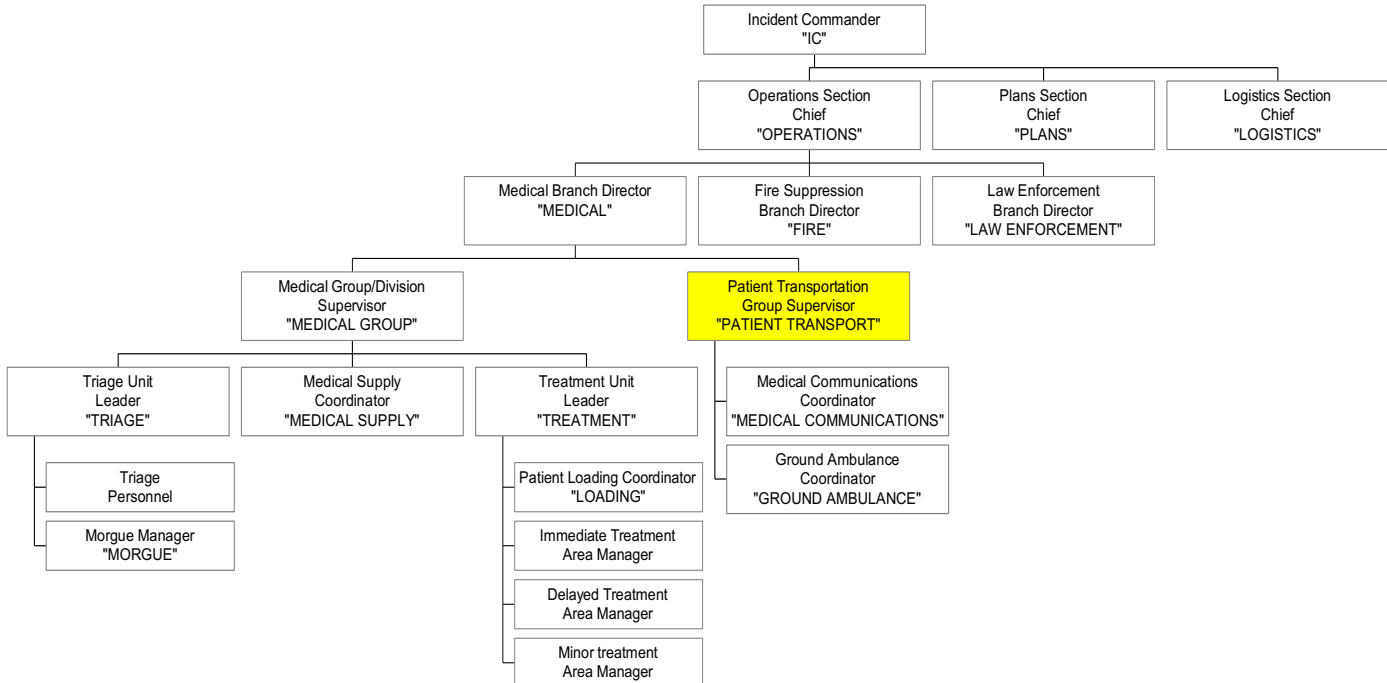 Incident Commander
"IC"
Operations Section
Chief
"OPERATIONS"
Plans Section
Chief
"PLANS"
Logistics Section
Chief
"LOGISTICS"
Medical Branch Director
"MEDICAL"
Fire Suppression
Branch Director
"FIRE"
Law Enforcement
Branch Director
"LAW ENFORCEMENT"
Medical Group/Division
Supervisor
"MEDICAL GROUP"
Patient Transportation
Group Supervisor
"PATIENT TRANSPORT"
Triage Unit
Leader
"TRIAGE"
Medical Supply
Coordinator
"MEDICAL SUPPLY"
Treatment Unit
Leader
"TREATMENT"
Medical Communications
Coordinator
"MEDICAL COMMUNICATIONS"
Ground Ambulance
Coordinator
"GROUND AMBULANCE"
Triage
Personnel
Morgue Manager
"MORGUE"
Patient Loading Coordinator
"LOADING"
Immediate Treatment
Area Manager
Delayed Treatment
Area Manager
Minor treatment
Area Manager